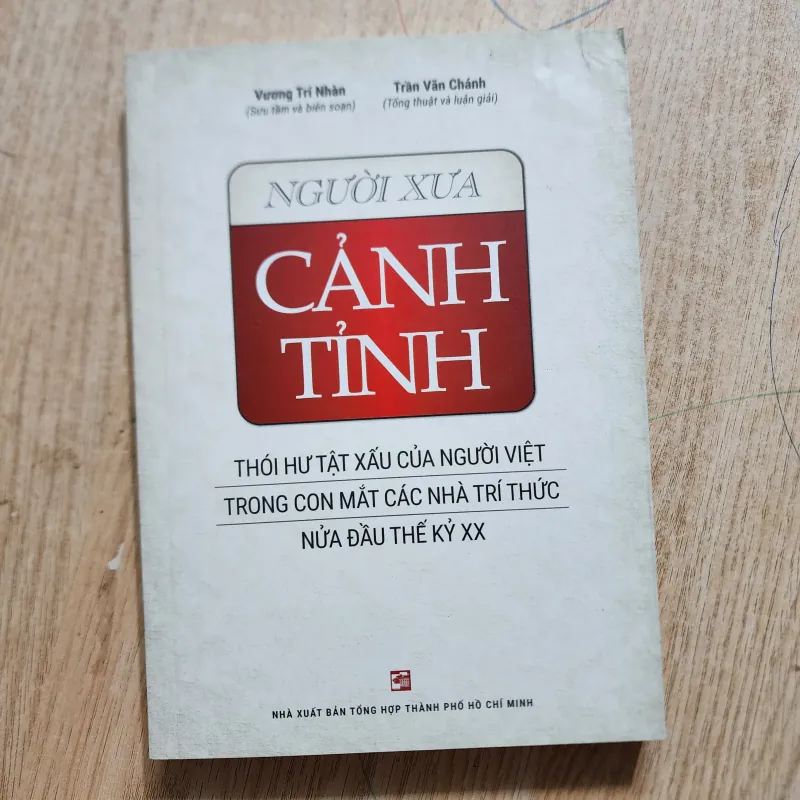 Vương Trí Nhàn
(Sưu tầm và biên soạn)
Trần Văn Chánh
(Tổng thuật và luận giải)
NGƯỜI XƯA
CẢNH
TỈNH
THÓI HƯ TẬT XẤU CỦA NGƯỜI VIỆT
TRONG CON MẮT CÁC NHÀ TRÍ THỨC
NỬA ĐẦU THẾ KỶ XX
NHÀ XUẤT BẢN TỔNG HỢP THÀNH PHỐ HỒ CHÍ MINH